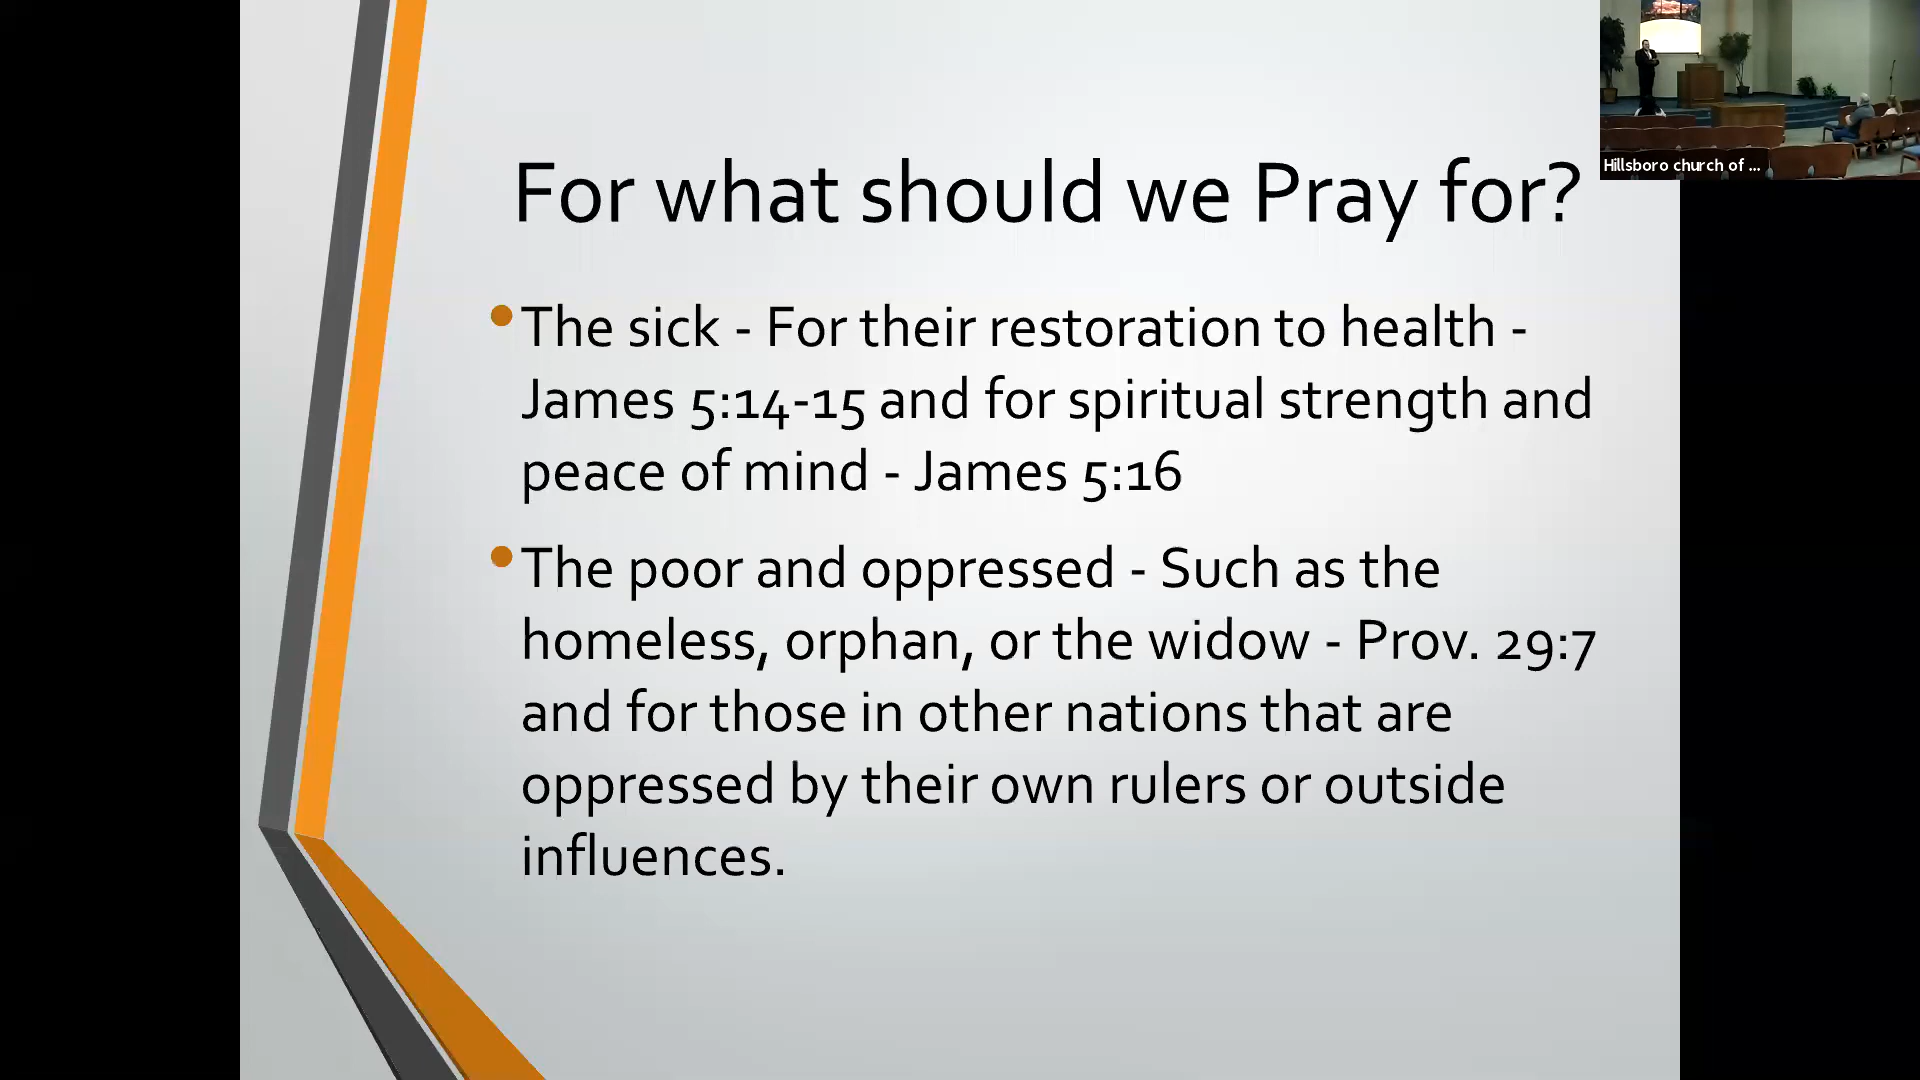 For what should we Pray for?
• The sick - For their restoration to health -
James 5:14-15 and for spiritual strength and
peace of mind - James 5:16
• The poor and oppressed - Such as the
homeless, orphan, or the widow - Prov. 29:7
and for those in other nations that are
oppressed by their own rulers or outside
influences.
Hillsboro church of ...